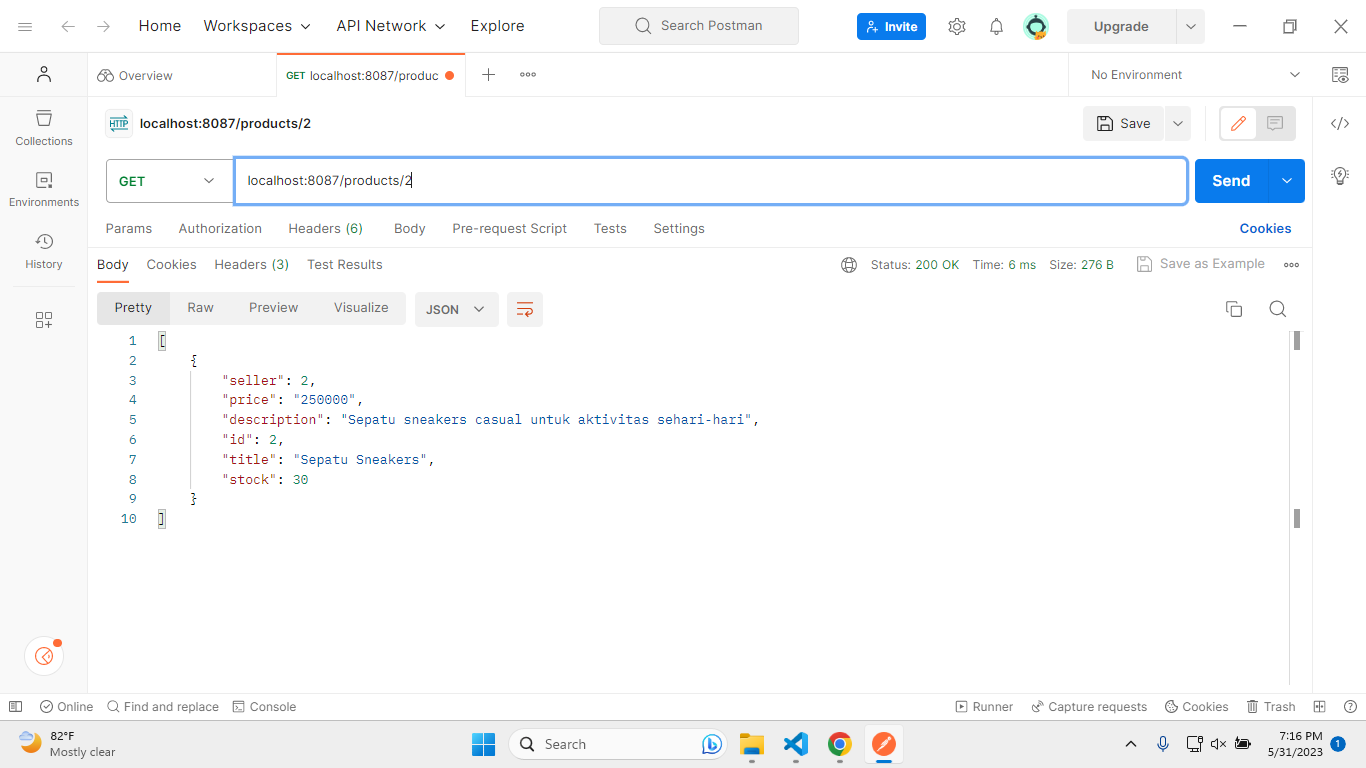 Home Workspaces API Network Explore Search Postman Invite Upgrade
Overview GET localhost:8087/produc No Environment
HTTP localhost:8087/products/2 Save
Collections
Environments
History
GET localhost:8087/products/2 Send
Params Authorization Headers (6) Body Pre-request Script Tests Settings Cookies
Body Cookies Headers (3) Test Results Status: 200 OK Time: 6 ms Size: 276 B Save as Example
Pretty Raw Preview Visualize JSON
1 [
2 {
3 "seller": 2,
4 "price": "250000",
5 "description": "Sepatu sneakers casual untuk aktivitas sehari-hari",
6 "id": 2,
7 "title": "Sepatu Sneakers",
8 "stock": 30
9 }
10 ]
Online Find and replace Console Runner Capture requests Cookies Trash
82°F
Mostly clear
Search
7:16 PM
5/31/2023
1